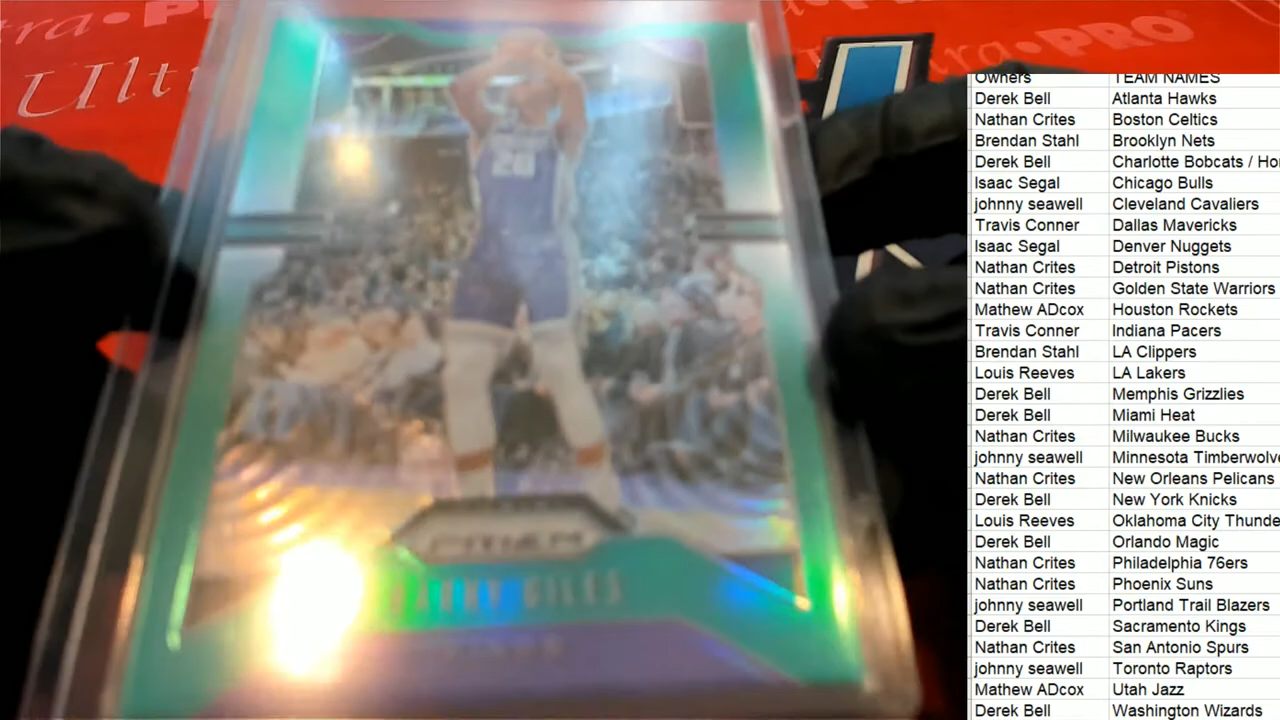 tra•PRO
Ultra
Ultra•PRO
20
PRIZM
HARRY GILES
Owners TEAM NAMES
Derek Bell Atlanta Hawks
Nathan Crites Boston Celtics
Brendan Stahl Brooklyn Nets
Derek Bell Charlotte Bobcats / Ho
Isaac Segal Chicago Bulls
johnny seawell Cleveland Cavaliers
Travis Conner Dallas Mavericks
Isaac Segal Denver Nuggets
Nathan Crites Detroit Pistons
Nathan Crites Golden State Warriors
Mathew ADcox Houston Rockets
Travis Conner Indiana Pacers
Brendan Stahl LA Clippers
Louis Reeves LA Lakers
Derek Bell Memphis Grizzlies
Derek Bell Miami Heat
Nathan Crites Milwaukee Bucks
johnny seawell Minnesota Timberwolve
Nathan Crites New Orleans Pelicans
Derek Bell New York Knicks
Louis Reeves Oklahoma City Thunde
Derek Bell Orlando Magic
Nathan Crites Philadelphia 76ers
Nathan Crites Phoenix Suns
johnny seawell Portland Trail Blazers
Derek Bell Sacramento Kings
Nathan Crites San Antonio Spurs
johnny seawell Toronto Raptors
Mathew ADcox Utah Jazz
Derek Bell Washington Wizards